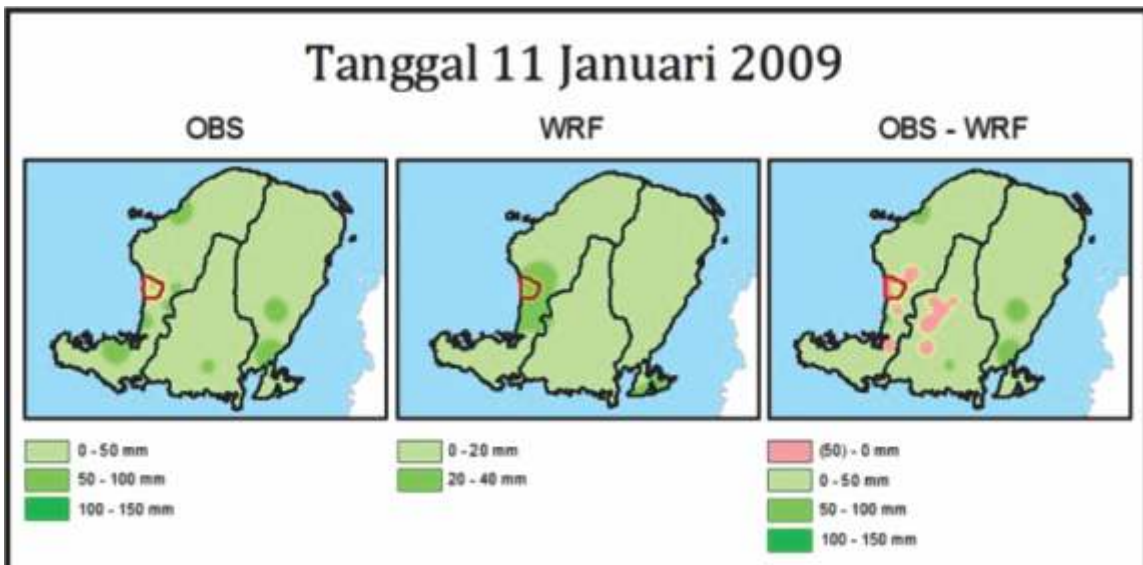 Tanggal 11 Januari 2009
OBS
WRF
OBS - WRF
0 - 50 mm
50 - 100 mm
100 - 150 mm
0 - 20 mm
20 - 40 mm
(50) - 0 mm
0 - 50 mm
50 - 100 mm
100 - 150 mm